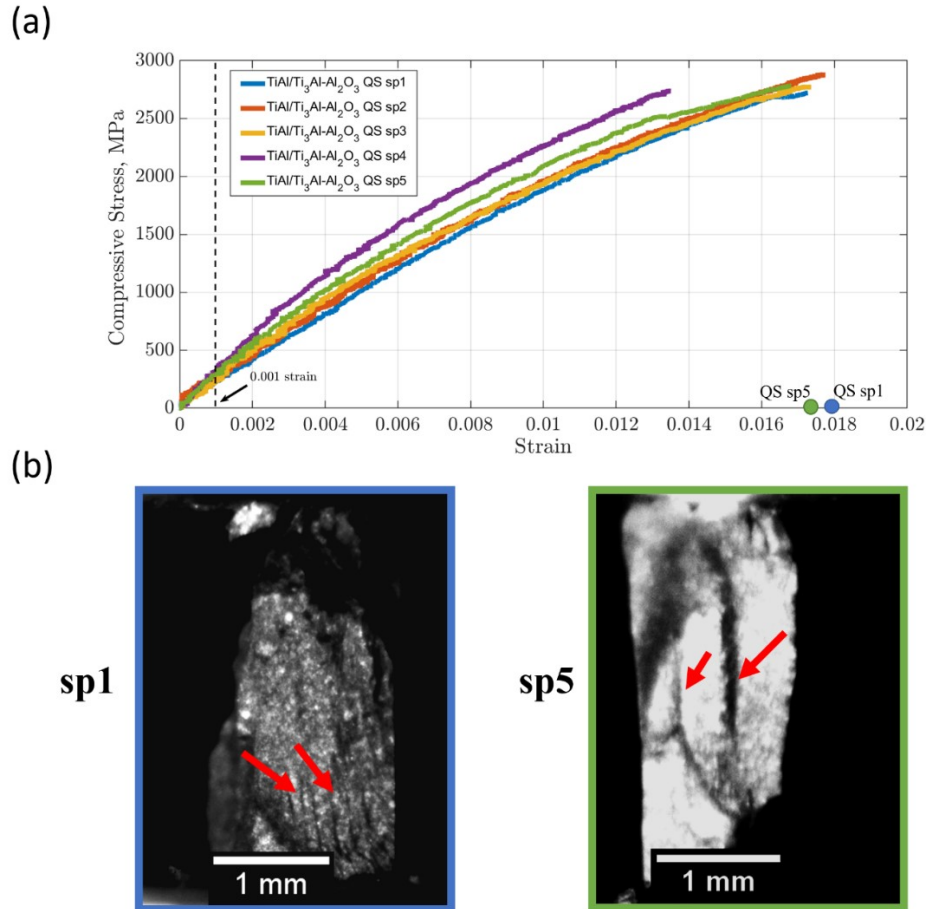 (a)
3000
2500
2000
1500
1000
500
0
Compressive Stress, MPa
TiAl/Ti₃Al-Al₂O₃ QS sp1
TiAl/Ti₃Al-Al₂O₃ QS sp2
TiAl/Ti₃Al-Al₂O₃ QS sp3
TiAl/Ti₃Al-Al₂O₃ QS sp4
TiAl/Ti₃Al-Al₂O₃ QS sp5
0.001 strain
QS sp5 QS sp1
0 0.002 0.004 0.006 0.008 0.01 0.012 0.014 0.016 0.018 0.02
Strain
(b)
sp1
1 mm
sp5
1 mm